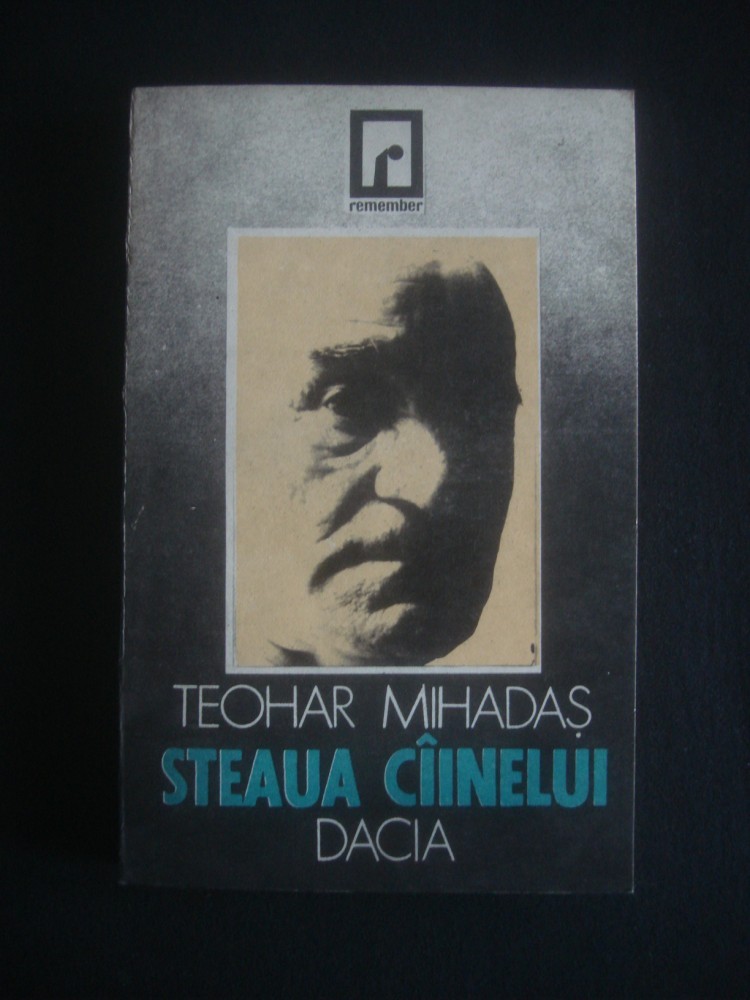 remember
TEOHAR MIHADAȘ
STEAUA CÎINELUI
DACIA